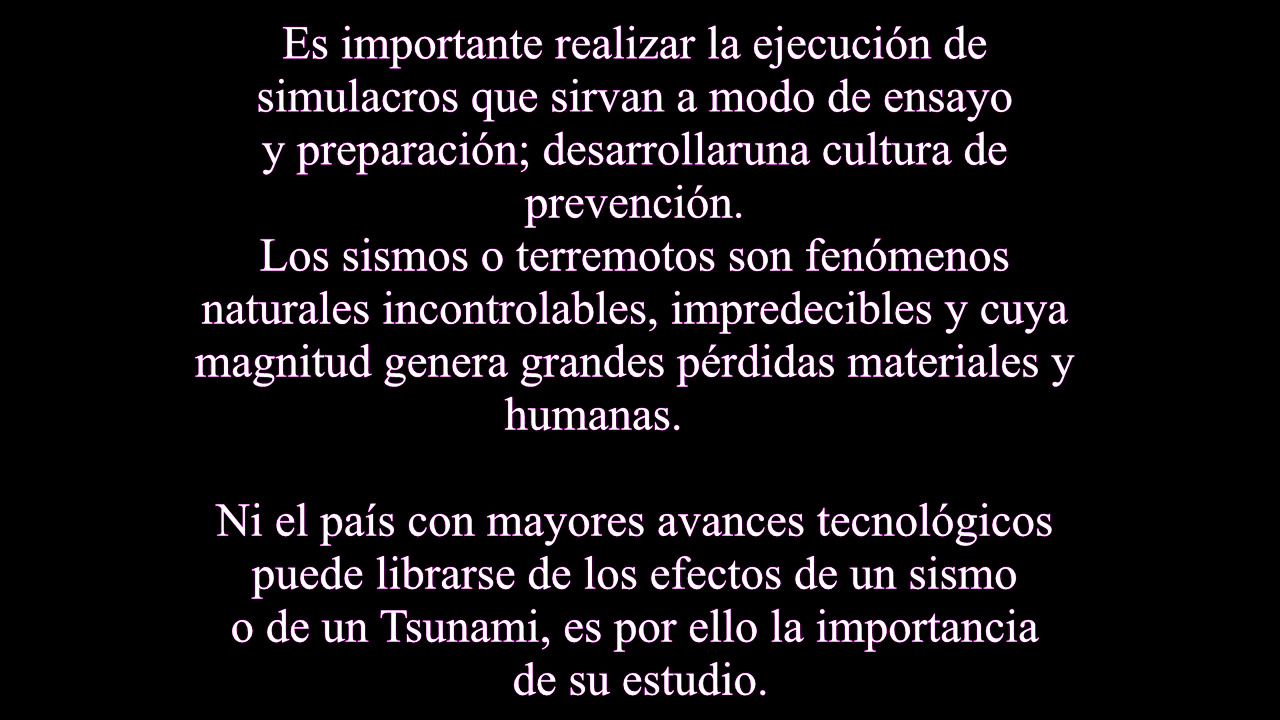 Es importante realizar la ejecución de
simulacros que sirvan a modo de ensayo
y preparación; desarrollaruna cultura de
prevención.
Los sismos o terremotos son fenómenos
naturales incontrolables, impredecibles y cuya
magnitud genera grandes pérdidas materiales y
humanas.
Ni el país con mayores avances tecnológicos
puede librarse de los efectos de un sismo
o de un Tsunami, es por ello la importancia
de su estudio.